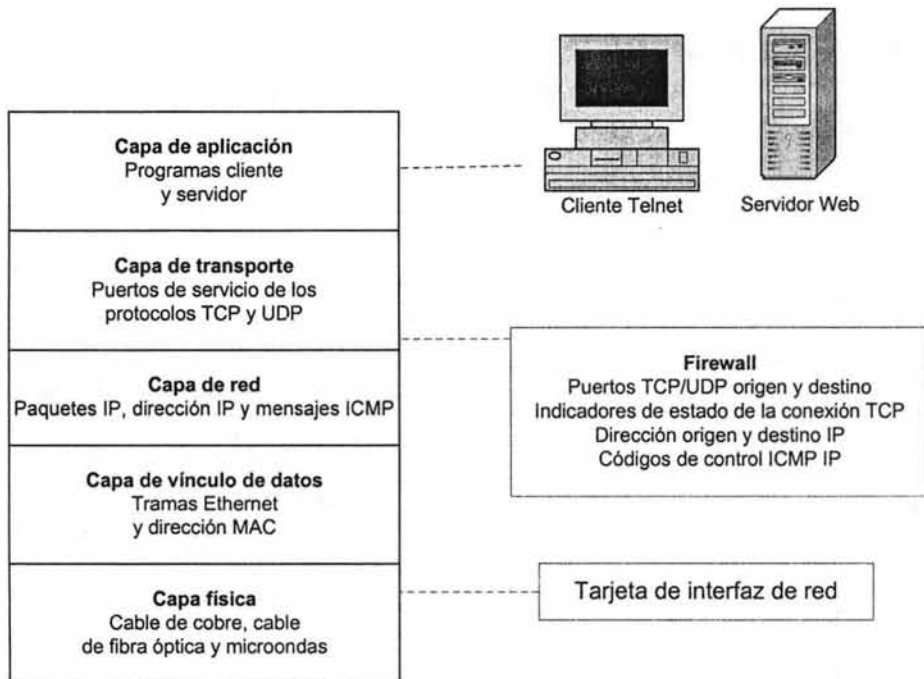 Capa de aplicación
Programas cliente
y servidor
Cliente Telnet
Servidor Web
Capa de transporte
Puertos de servicio de los
protocolos TCP y UDP
Capa de red
Paquetes IP, dirección IP y mensajes ICMP
Firewall
Puertos TCP/UDP origen y destino
Indicadores de estado de la conexión TCP
Dirección origen y destino IP
Códigos de control ICMP IP
Capa de vínculo de datos
Tramas Ethernet
y dirección MAC
Capa física
Cable de cobre, cable
de fibra óptica y microondas
Tarjeta de interfaz de red